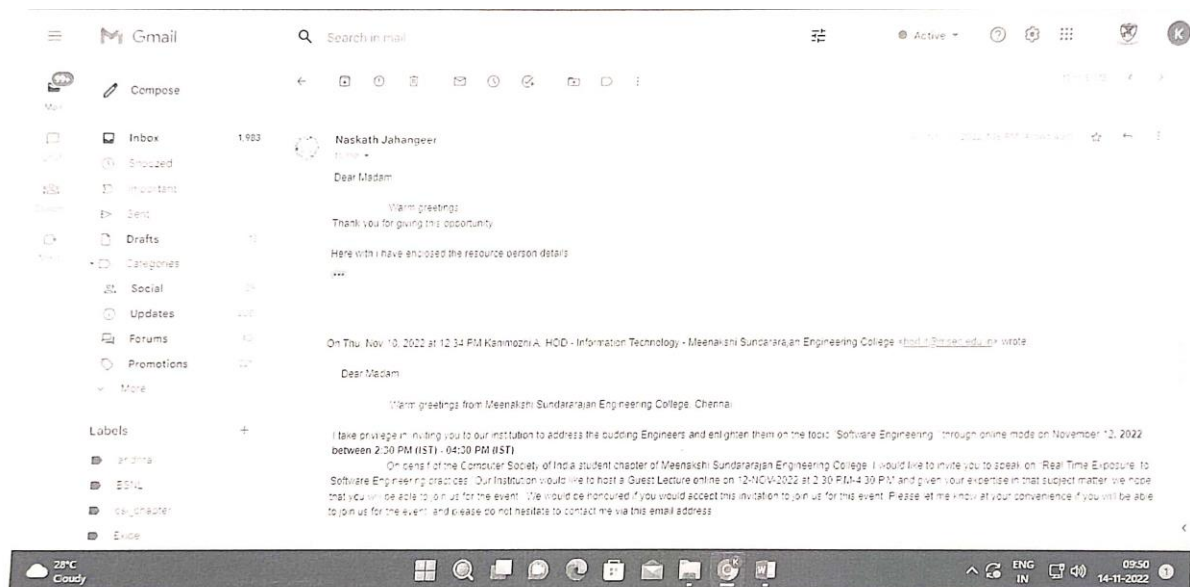 Gmail
Search in mail
Active
K
99+
Compose
Inbox 1,983
Snoozed
Important
Sent
Drafts
Categories
Social
Updates
Forums
Promotions
More
Labels +
BSNL
Naskath Jahangeer
Dear Madam
Warm greetings
Thank you for giving this opportunity
Here with i have enclosed the resource person details
On Thu, Nov 10, 2022 at 12:34 PM Kanimozhi A, HOD - Information Technology - Meenakshi Sundararajan Engineering College wrote
Dear Madam
Warm greetings from Meenakshi Sundararajan Engineering College, Chennai
I take privilege in inviting you to our institution to address the budding Engineers and enlighten them on the topic "Software Engineering" through online mode on November 12, 2022
between 2:30 PM (IST) - 04:30 PM (IST)
On behalf of the Computer Society of India student chapter of Meenakshi Sundararajan Engineering College, I would like to invite you to speak on "Real Time Exposure" to
Software Engineering practices. Our Institution would like to host a Guest Lecture online on 12-NOV-2022 at 2.30 PM-4.30 PM and given your expertise in that subject matter, we hope
that you will be able to join us for the event. We would be honoured if you would accept this invitation to join us for this event. Please let me know at your convenience if you will be able
to join us for the event, and please do not hesitate to contact me via this email address
28°C
Cloudy
ENG
IN
09:50
14-11-2022
1